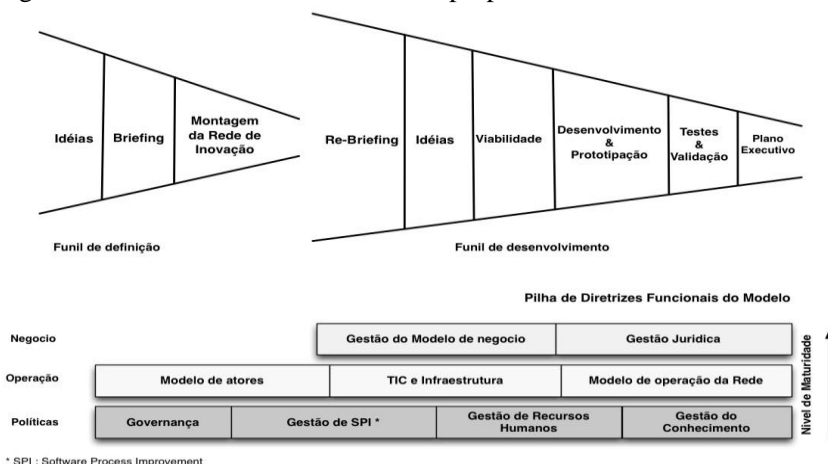 Idéias
Briefing
Montagem
da Rede de
Inovação
Re-Briefing
Idéias
Viabilidade
Desenvolvimento
&
Prototipação
Testes
&
Validação
Plano
Executivo
Funil de definição
Funil de desenvolvimento
Pilha de Diretrizes Funcionais do Modelo
Negocio
Gestão do Modelo de negocio
Gestão Juridica
Operação
Modelo de atores
TIC e Infraestrutura
Modelo de operação da Rede
Políticas
Governança
Gestão de SPI *
Gestão de Recursos
Humanos
Gestão do
Conhecimento
Nivel de Maturidade
* SPI : Software Process Improvement